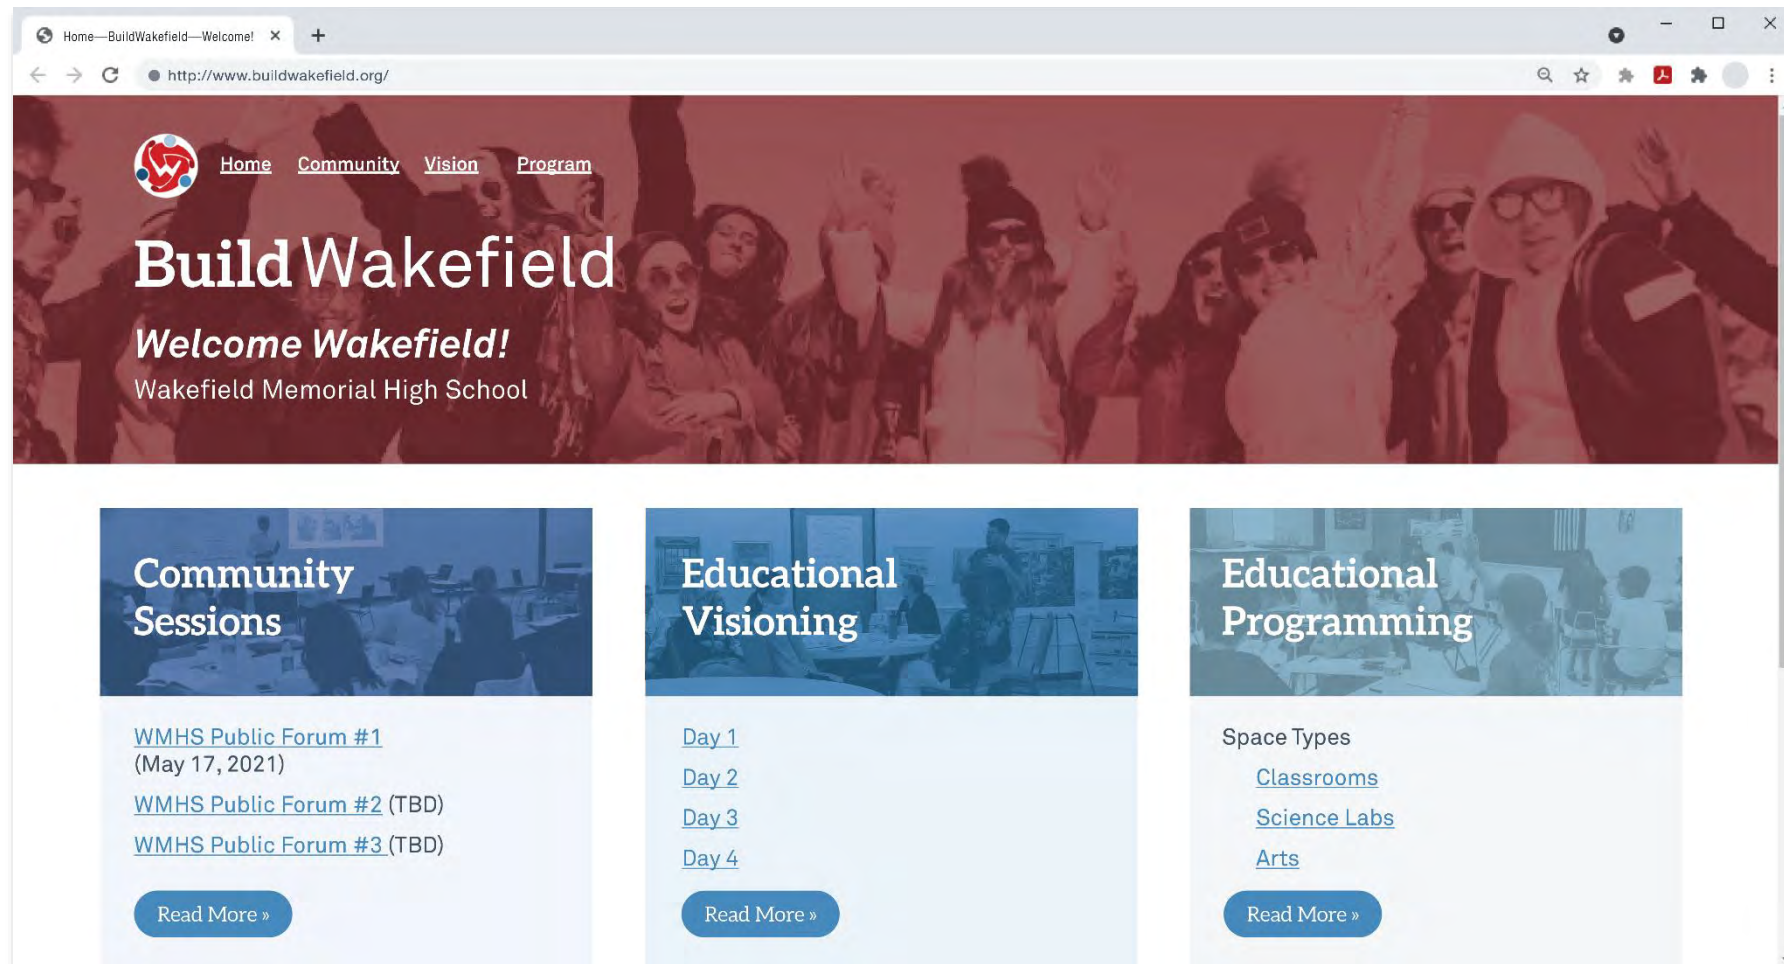 Home—BuildWakefield—Welcome!
http://www.buildwakefield.org/
W
Home Community Vision Program
BuildWakefield
Welcome Wakefield!
Wakefield Memorial High School
Community
Sessions
WMHS Public Forum #1
(May 17, 2021)
WMHS Public Forum #2 (TBD)
WMHS Public Forum #3 (TBD)
Read More »
Educational
Visioning
Day 1
Day 2
Day 3
Day 4
Read More »
Educational
Programming
Space Types
Classrooms
Science Labs
Arts
Read More »